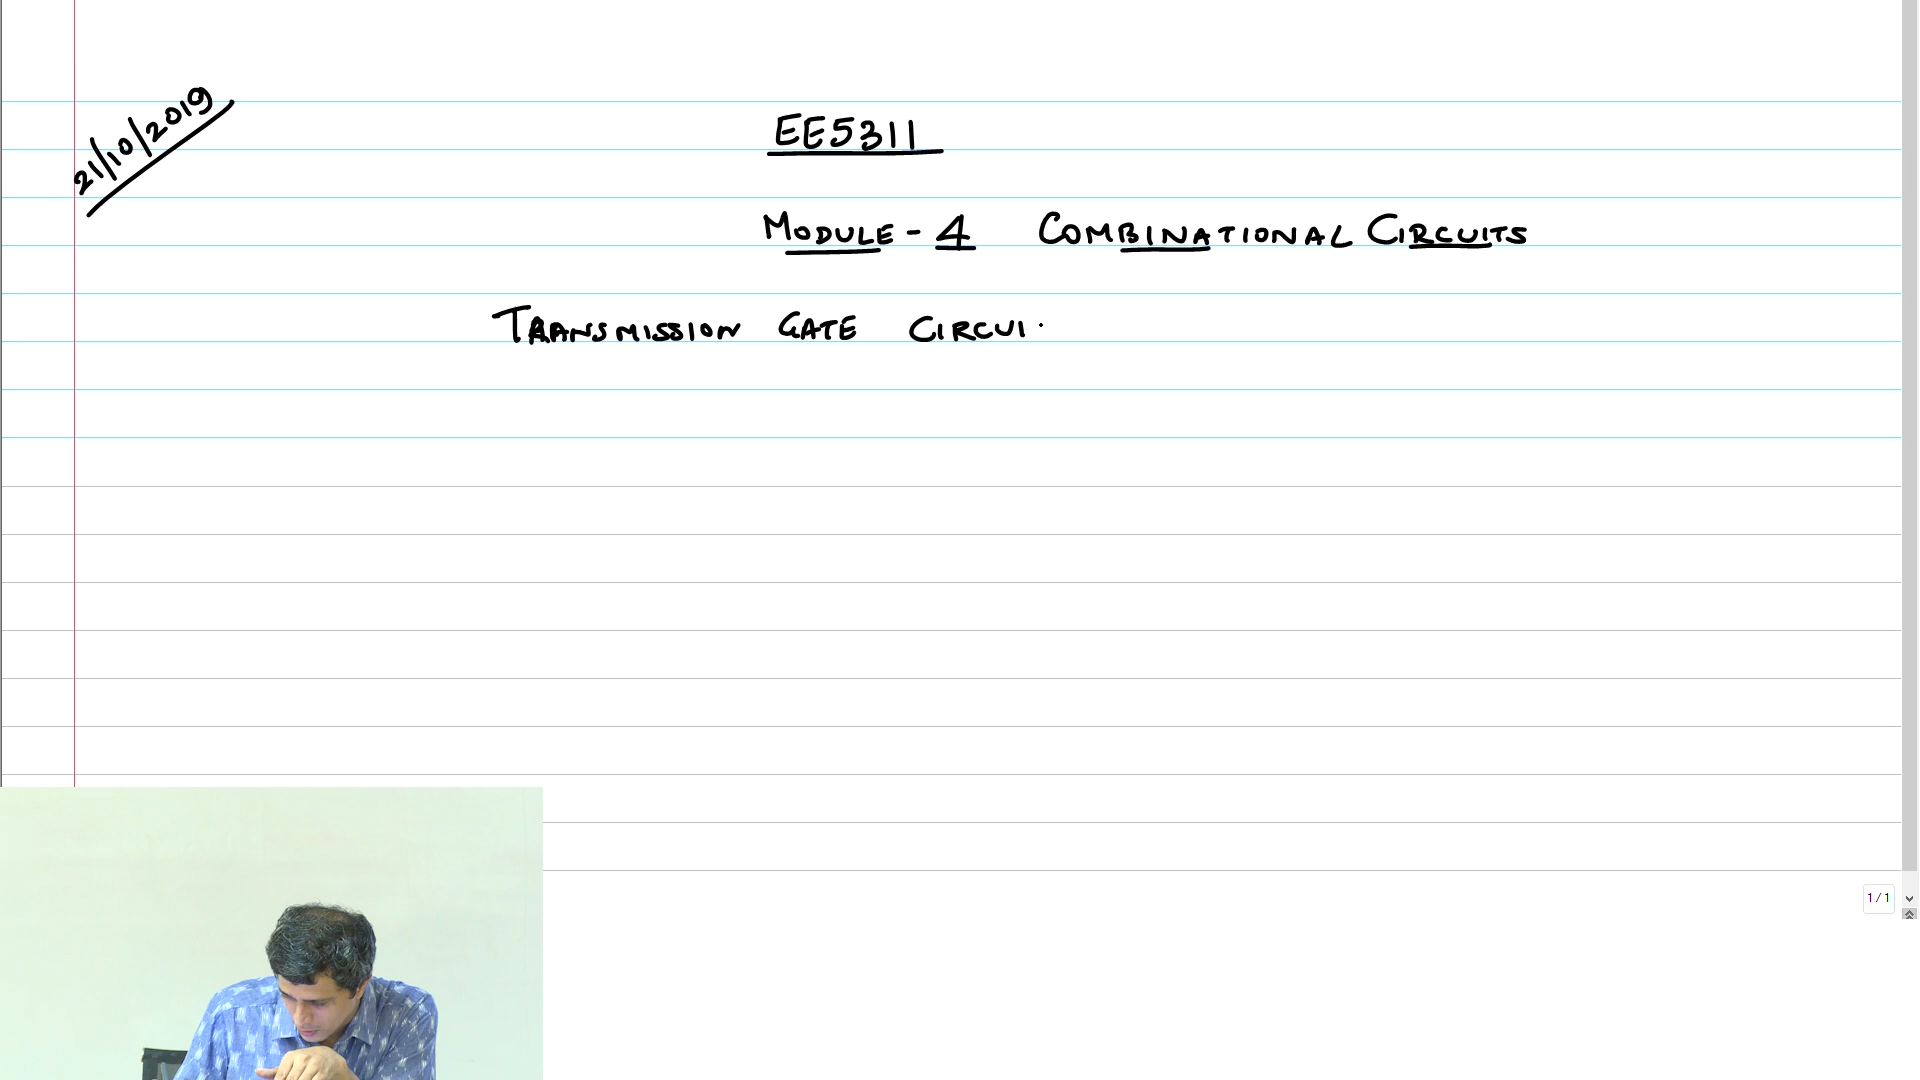 21/10/2019
EE5311
MODULE - 4 COMBINATIONAL CIRCUITS
TRANSMISSION GATE CIRCUI
1/1